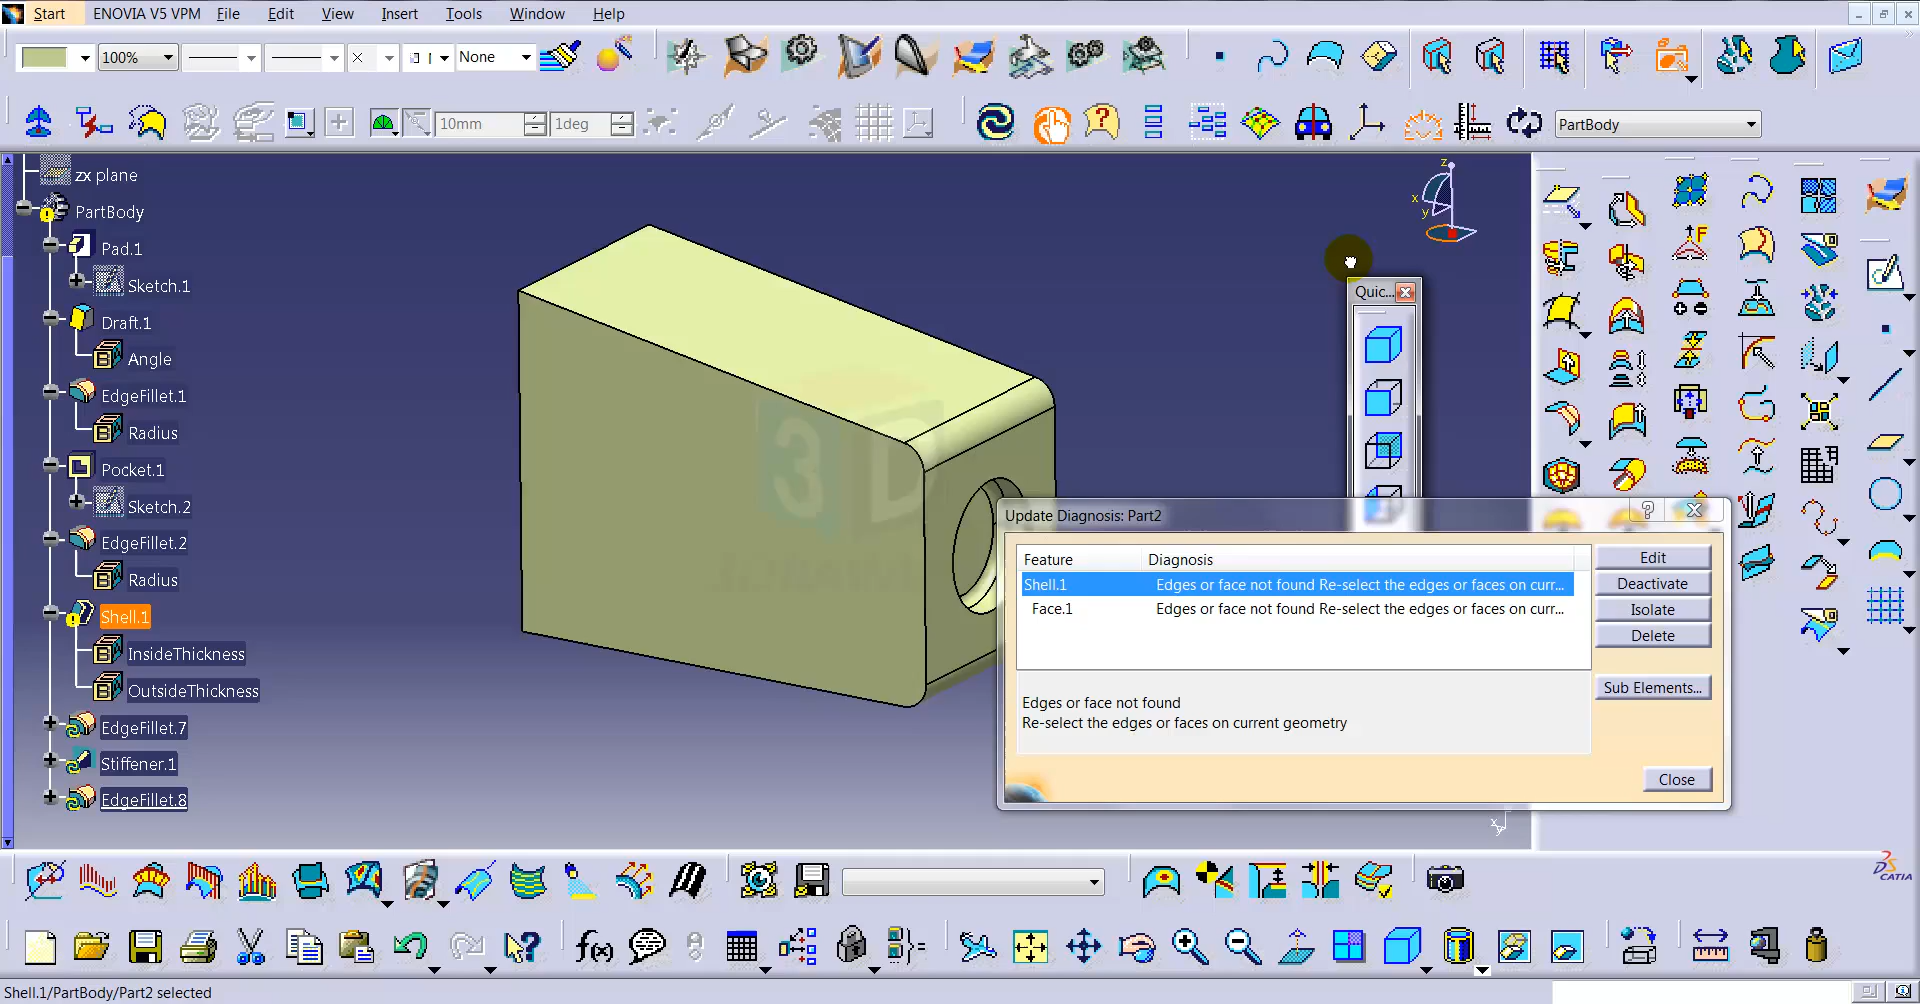 Start ENOVIA V5 VPM File Edit View Insert Tools Window Help
100% None
10mm 1deg PartBody
zx plane
PartBody
Pad.1
Sketch.1
Draft.1
Angle
EdgeFillet.1
Radius
Pocket.1
Sketch.2
EdgeFillet.2
Radius
Shell.1
InsideThickness
OutsideThickness
EdgeFillet.7
Stiffener.1
EdgeFillet.8
z
x
y
Quic...
3D
Update Diagnosis: Part2
Feature Diagnosis
Shell.1 Edges or face not found Re-select the edges or faces on curr...
Face.1 Edges or face not found Re-select the edges or faces on curr...
Edit
Deactivate
Isolate
Delete
Sub Elements...
Edges or face not found
Re-select the edges or faces on current geometry
Close
CATIA
Shell.1/PartBody/Part2 selected